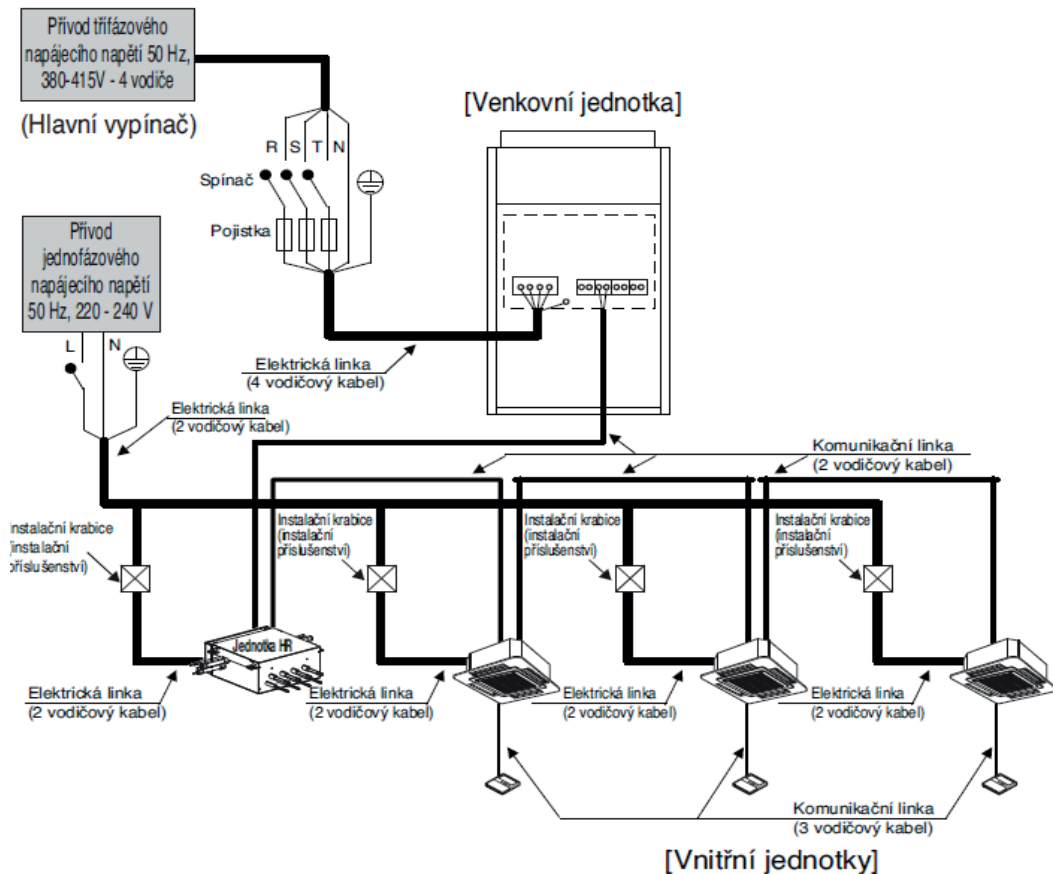 Přívod třífázového
napájecího napětí 50 Hz,
380-415V - 4 vodiče
(Hlavní vypínač)
[Venkovní jednotka]
R S T N
Spínač
Pojistka
Přívod
jednofázového
napájecího napětí
50 Hz, 220 - 240 V
L N
Elektrická linka
(4 vodičový kabel)
Elektrická linka
(2 vodičový kabel)
Komunikační linka
(2 vodičový kabel)
Instalační krabice
(instalační
příslušenství)
Instalační krabice
(instalační
příslušenství)
Instalační krabice
(instalační
příslušenství)
Instalační krabice
(instalační
příslušenství)
Jednotka HR
Elektrická linka
(2 vodičový kabel)
Elektrická linka
(2 vodičový kabel)
Elektrická linka
(2 vodičový kabel)
Elektrická linka
(2 vodičový kabel)
Komunikační linka
(3 vodičový kabel)
[Vnitřní jednotky]